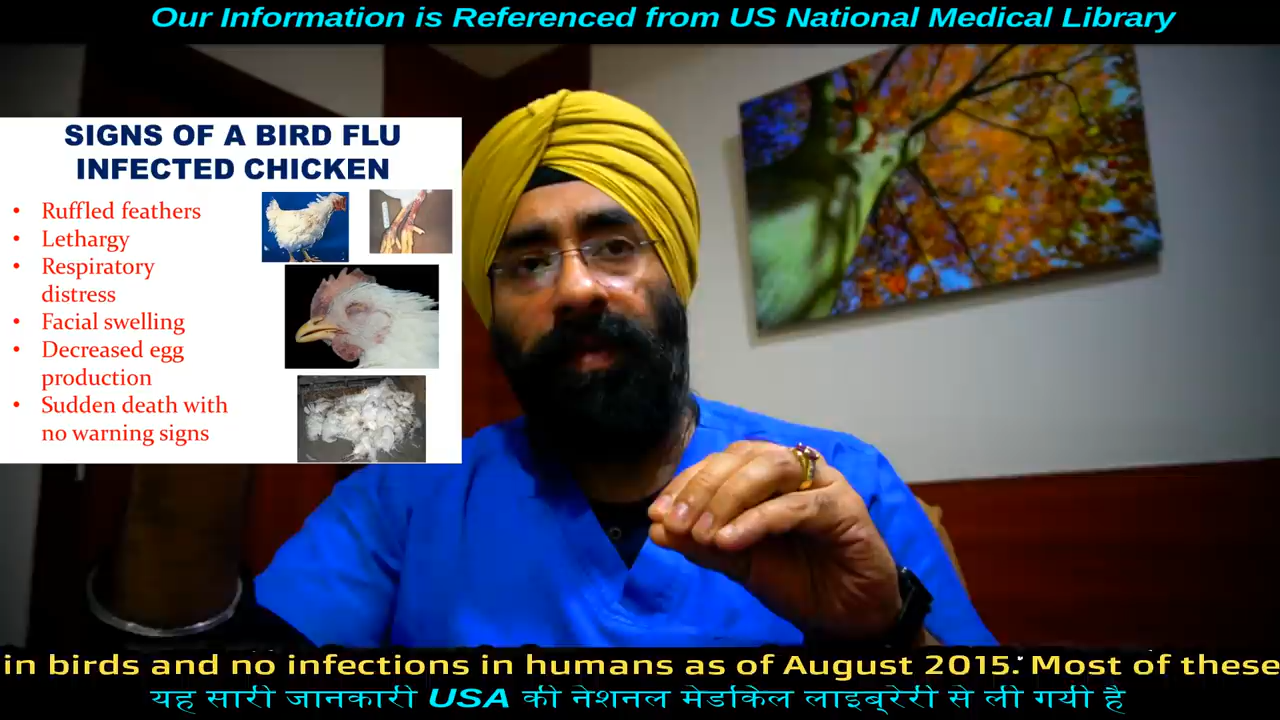 Our Information is Referenced from US National Medical Library
SIGNS OF A BIRD FLU
INFECTED CHICKEN
• Ruffled feathers
• Lethargy
• Respiratory
distress
• Facial swelling
• Decreased egg
production
• Sudden death with
no warning signs
in birds and no infections in humans as of August 2015. Most of these
यह सारी जानकारी USA की नेशनल मेडकिल लाइब्रेरी से ली गयी है